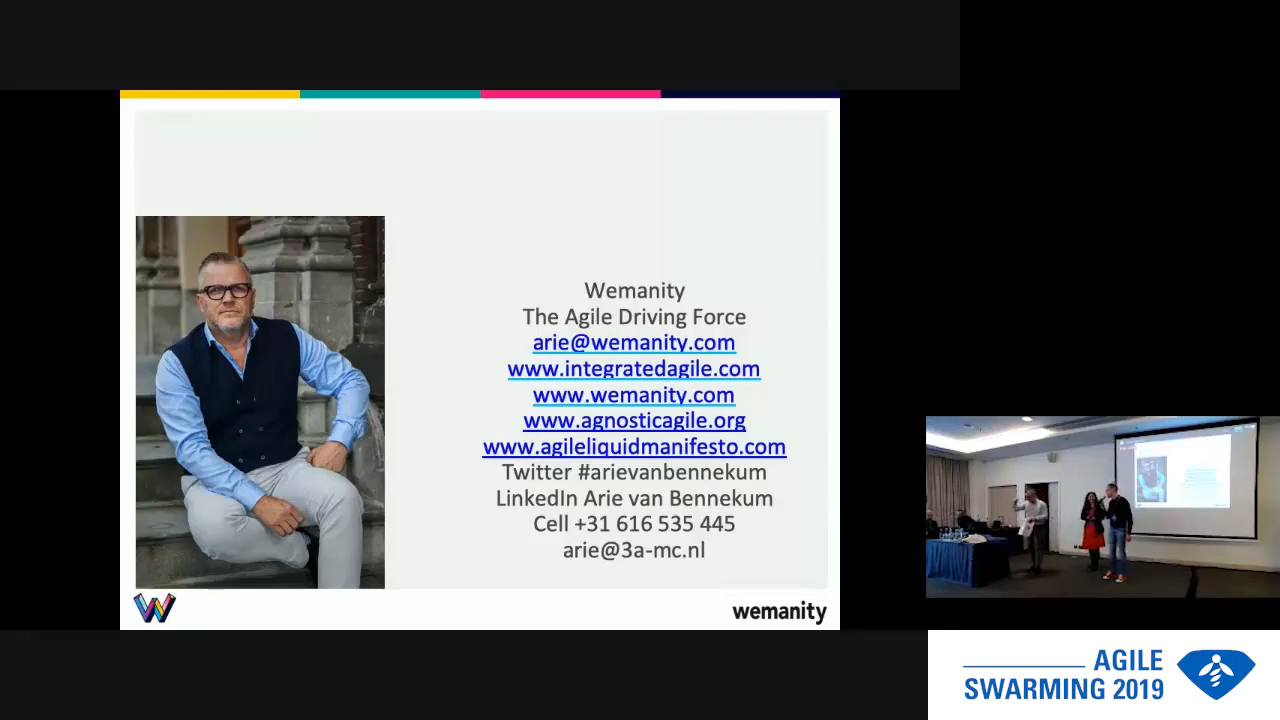 Wemanity
The Agile Driving Force
arie@wemanity.com
www.integratedagile.com
www.wemanity.com
www.agnosticagile.org
www.agileliquidmanifesto.com
Twitter #arievanbennekum
LinkedIn Arie van Bennekum
Cell +31 616 535 445
arie@3a-mc.nl
wemanity
AGILE
SWARMING 2019